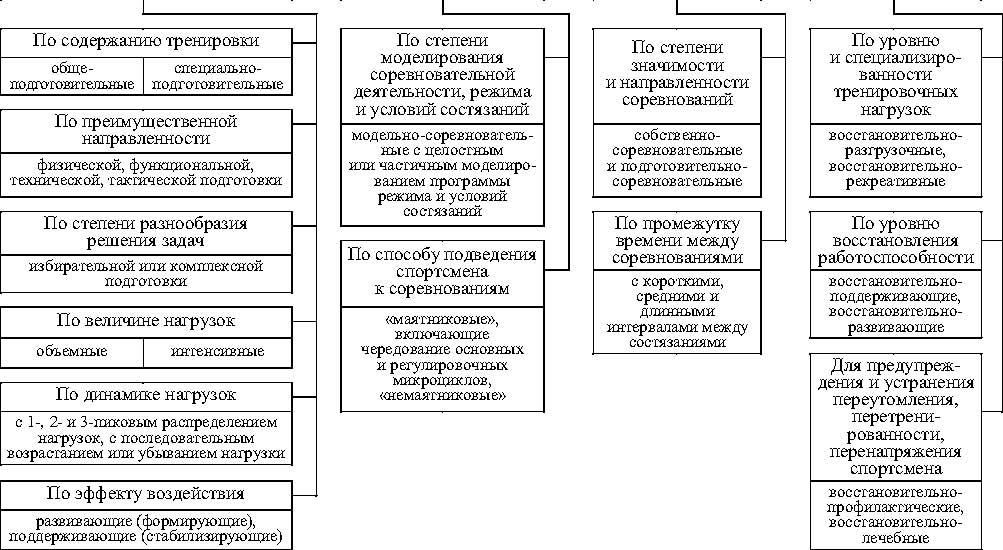 По содержанию тренировки
обще-
подготовительные
специально-
подготовительные
По преимущественной
направленности
физической, функциональной,
технической, тактической подготовки
По степени разнообразия
решения задач
избирательной или комплексной
подготовки
По величине нагрузок
объемные
интенсивные
По динамике нагрузок
с 1-, 2- и 3-пиковым распределением
нагрузок, с последовательным
возрастанием или убыванием нагрузки
По эффекту воздействия
развивающие (формирующие),
поддерживающие (стабилизирующие)
По степени
моделирования
соревновательной
деятельности, режима
и условий состязаний
модельно-соревнователь-
ные с целостным
или частичным моделиро-
ванием программы
режима и условий
состязаний
По способу подведения
спортсмена
к соревнованиям
«маятниковые»,
включающие
чередование основных
и регулировочных
микроциклов,
«немаятниковые»
По степени
значимости
и направленности
соревнований
собственно-
соревновательные
и подготовительно-
соревновательные
По промежутку
времени между
соревнованиями
с короткими,
средними и
длинными
интервалами между
состязаниями
По уровню
и специализиро-
ванности
тренировочных
нагрузок
восстановительно-
разгрузочные,
восстановительно-
рекреативные
По уровню
восстановления
работоспособности
восстановительно-
поддерживающие,
восстановительно-
развивающие
Для предупреж-
дения и устранения
переутомления,
перетрени-
рованности,
перенапряжения
спортсмена
восстановительно-
профилактические,
восстановительно-
лечебные